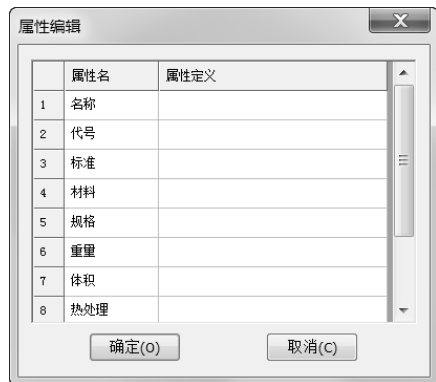 属性编辑
属性名 属性定义
1 名称
2 代号
3 标准
4 材料
5 规格
6 重量
7 体积
8 热处理
确定(O) 取消(C)